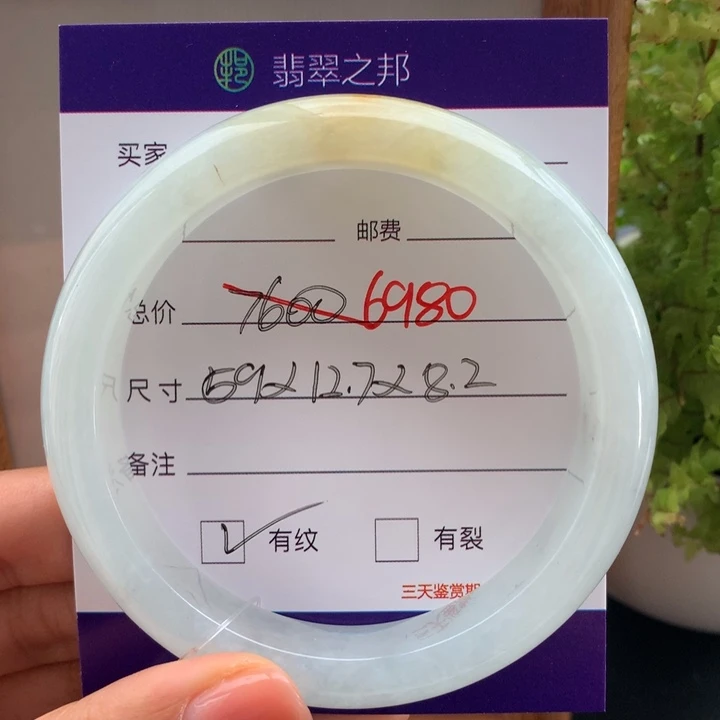 翡翠之邦
买家
邮费
总价 7600 6980
尺寸 59×12.7×8.2
备注
✓ 有纹 有裂
三天鉴赏期